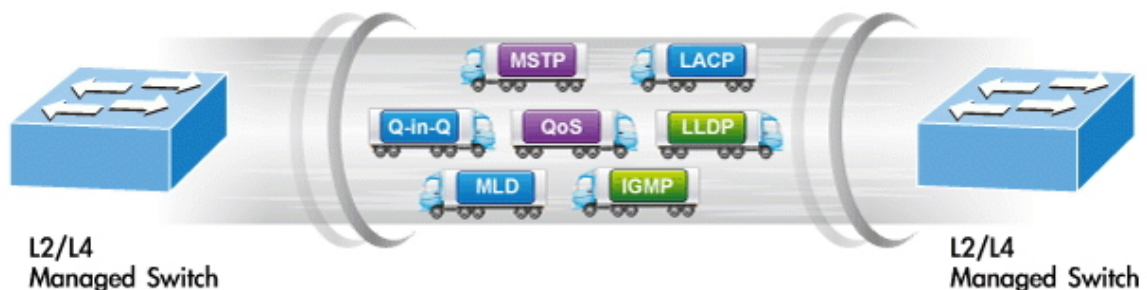 MSTP
LACP
Q-in-Q
QoS
LLDP
MLD
IGMP
L2/L4
Managed Switch
L2/L4
Managed Switch